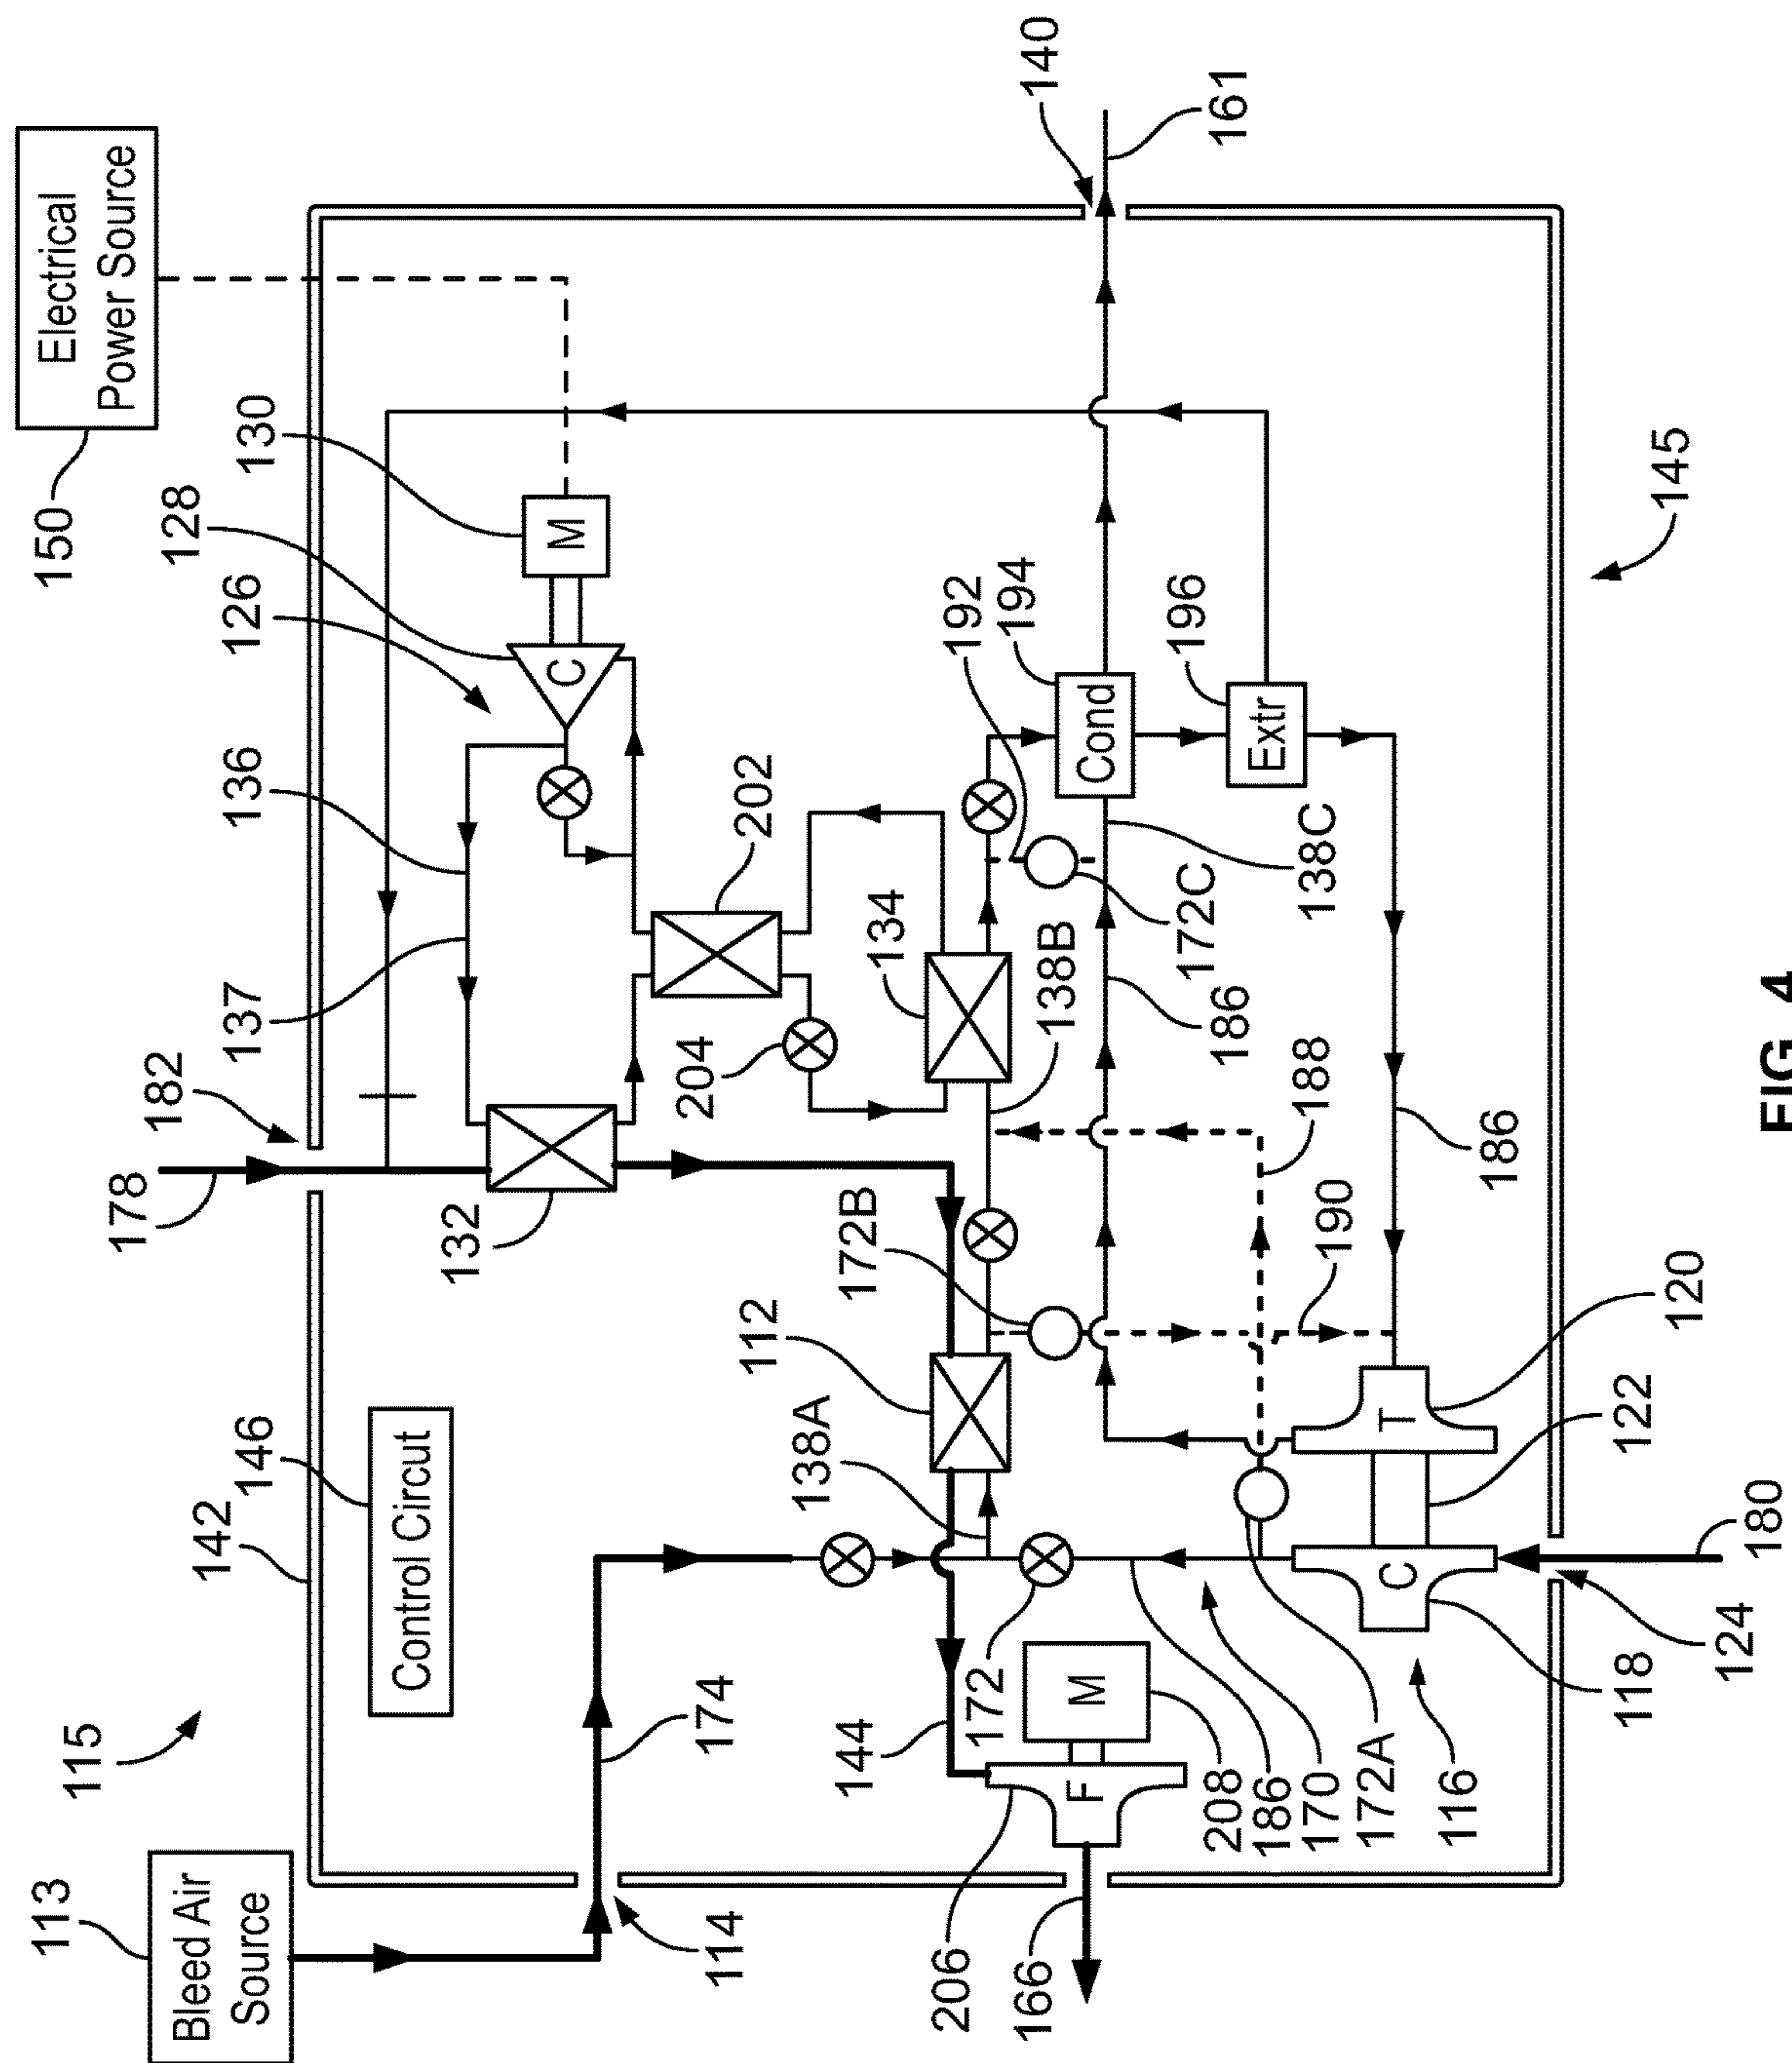 Electrical
Power Source
150
140
161
130
128
126
M
C
136
137
182
178
132
202
134
204
192
194
196
Cond
Extr
138B
138C
172C
186
188
190
186
145
172B
112
138A
142
146
Control Circut
115
113
Bleed Air
Source
174
114
144
172
M
F
206
166
208
186
170
172A
116
C
T
118
124
180
122
120
FIG. 4